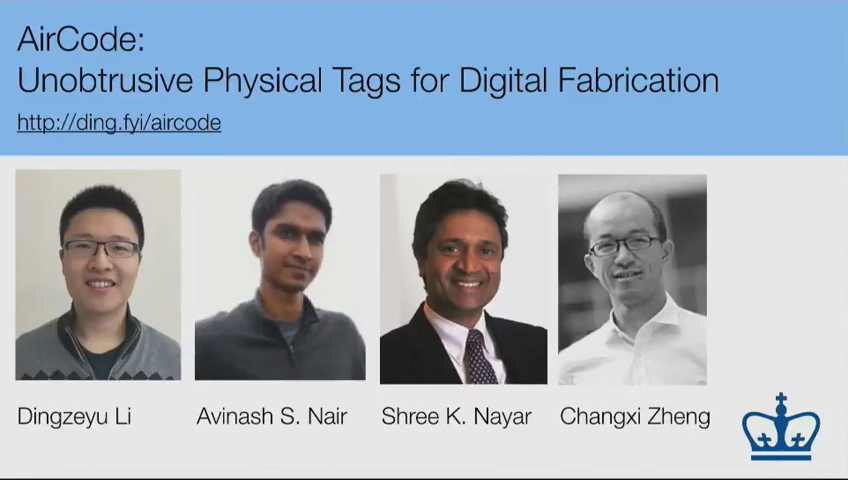 AirCode:
Unobtrusive Physical Tags for Digital Fabrication
http://ding.fyi/aircode
Dingzeyu Li
Avinash S. Nair
Shree K. Nayar
Changxi Zheng